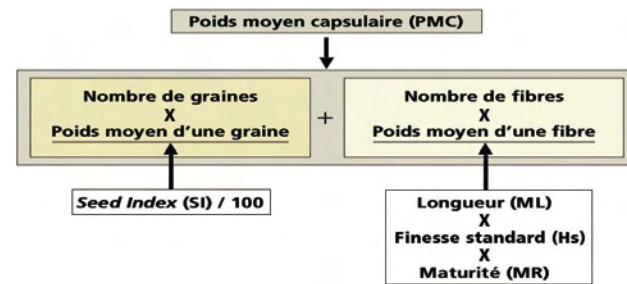 Poids moyen capsulaire (PMC)
Nombre de graines
X
Poids moyen d'une graine
+
Nombre de fibres
X
Poids moyen d'une fibre
Seed Index (SI) / 100
Longueur (ML)
X
Finesse standard (Hs)
X
Maturité (MR)